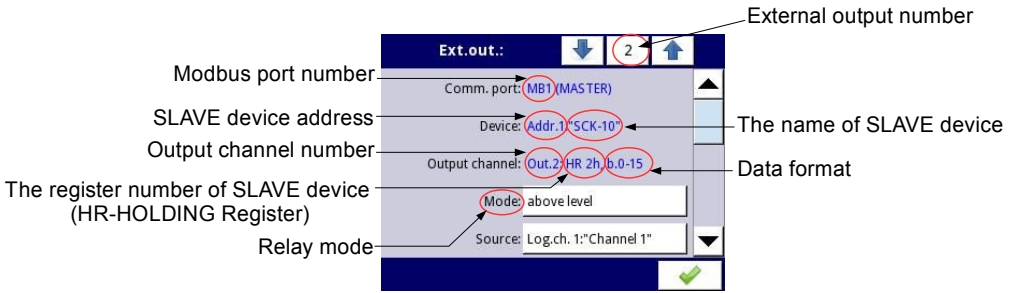 External output number
Ext.out.: 2
Modbus port number
Comm. port: MB1 (MASTER)
SLAVE device address
Device: Addr.1:"SCK-10"
The name of SLAVE device
Output channel number
Output channel: Out.2: HR 2h, b.0-15
Data format
The register number of SLAVE device
(HR-HOLDING Register)
Mode: above level
Relay mode
Source: Log.ch. 1:"Channel 1"